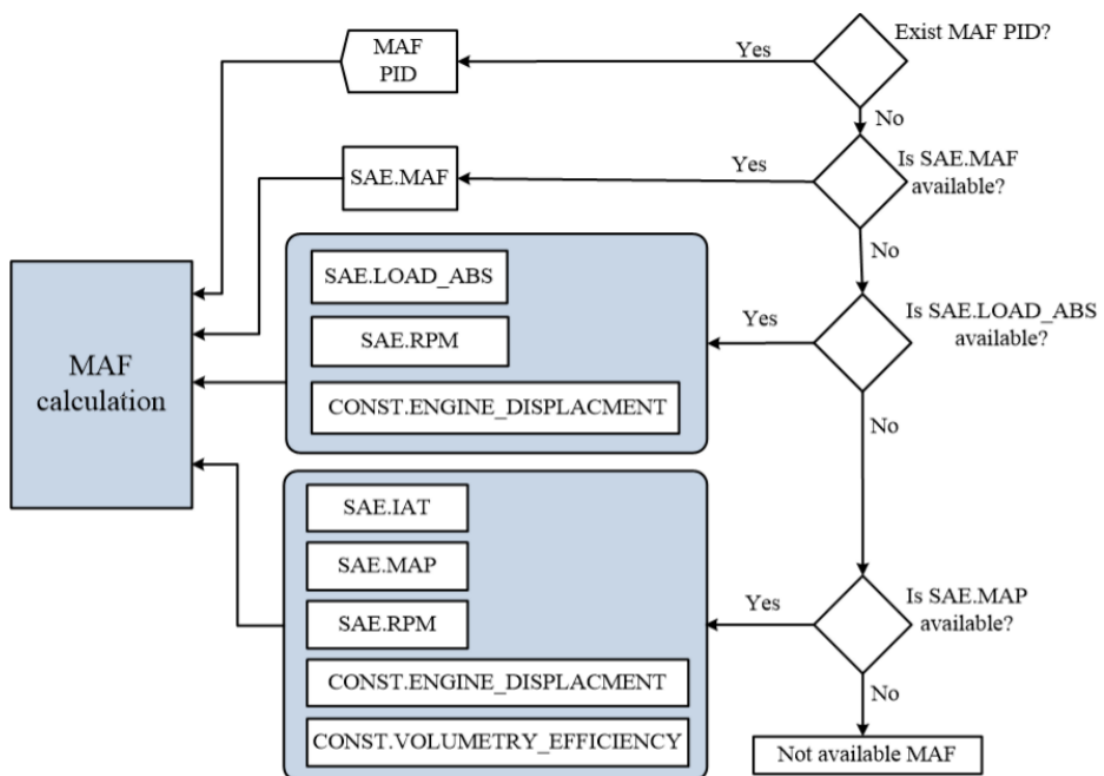 Exist MAF PID?
Yes
MAF
PID
No
Is SAE.MAF
available?
Yes
SAE.MAF
No
Is SAE.LOAD_ABS
available?
Yes
SAE.LOAD_ABS
SAE.RPM
CONST.ENGINE_DISPLACMENT
MAF
calculation
No
Is SAE.MAP
available?
Yes
SAE.IAT
SAE.MAP
SAE.RPM
CONST.ENGINE_DISPLACMENT
CONST.VOLUMETRY_EFFICIENCY
No
Not available MAF